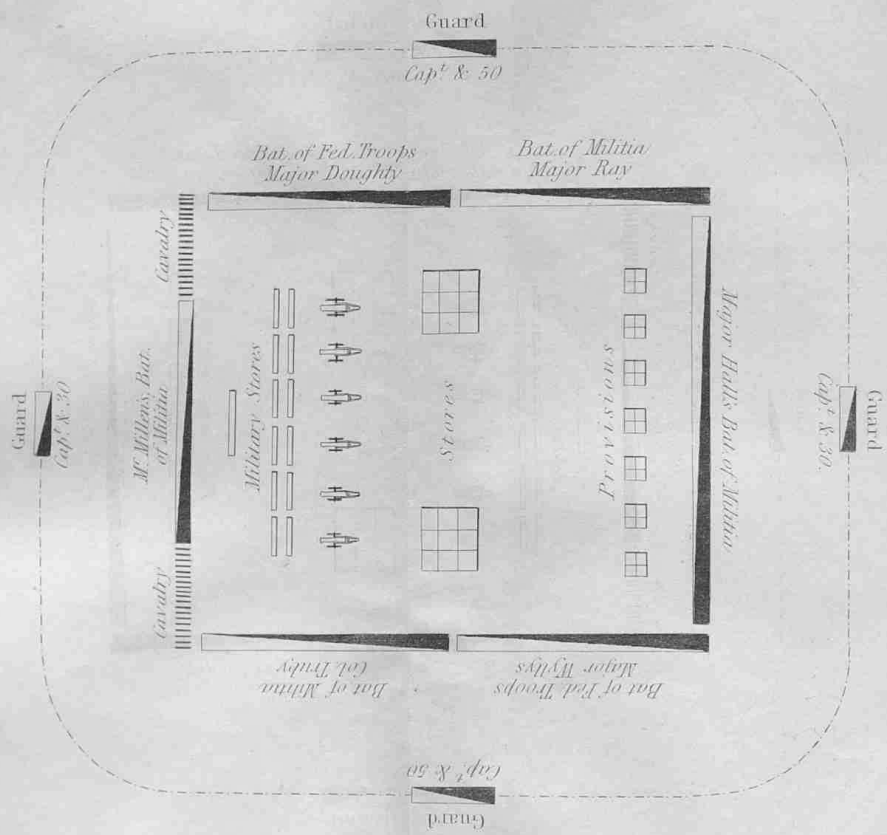 Guard
Capt & 50
Bat. of Fed. Troops
Major Doughty
Bat. of Militia
Major Ray
Cavalry
Mc Millen's, Bat.
of Militia
Cavalry
Guard
Capt & 30
Military Stores
Stores
Provisions
Major Hall's Bat. of Militia
Guard
Capt & 30.
Bat of Militia
Col. Truby
Bat of Fed. Troops
Major Wyllys
Capt & 50
Guard